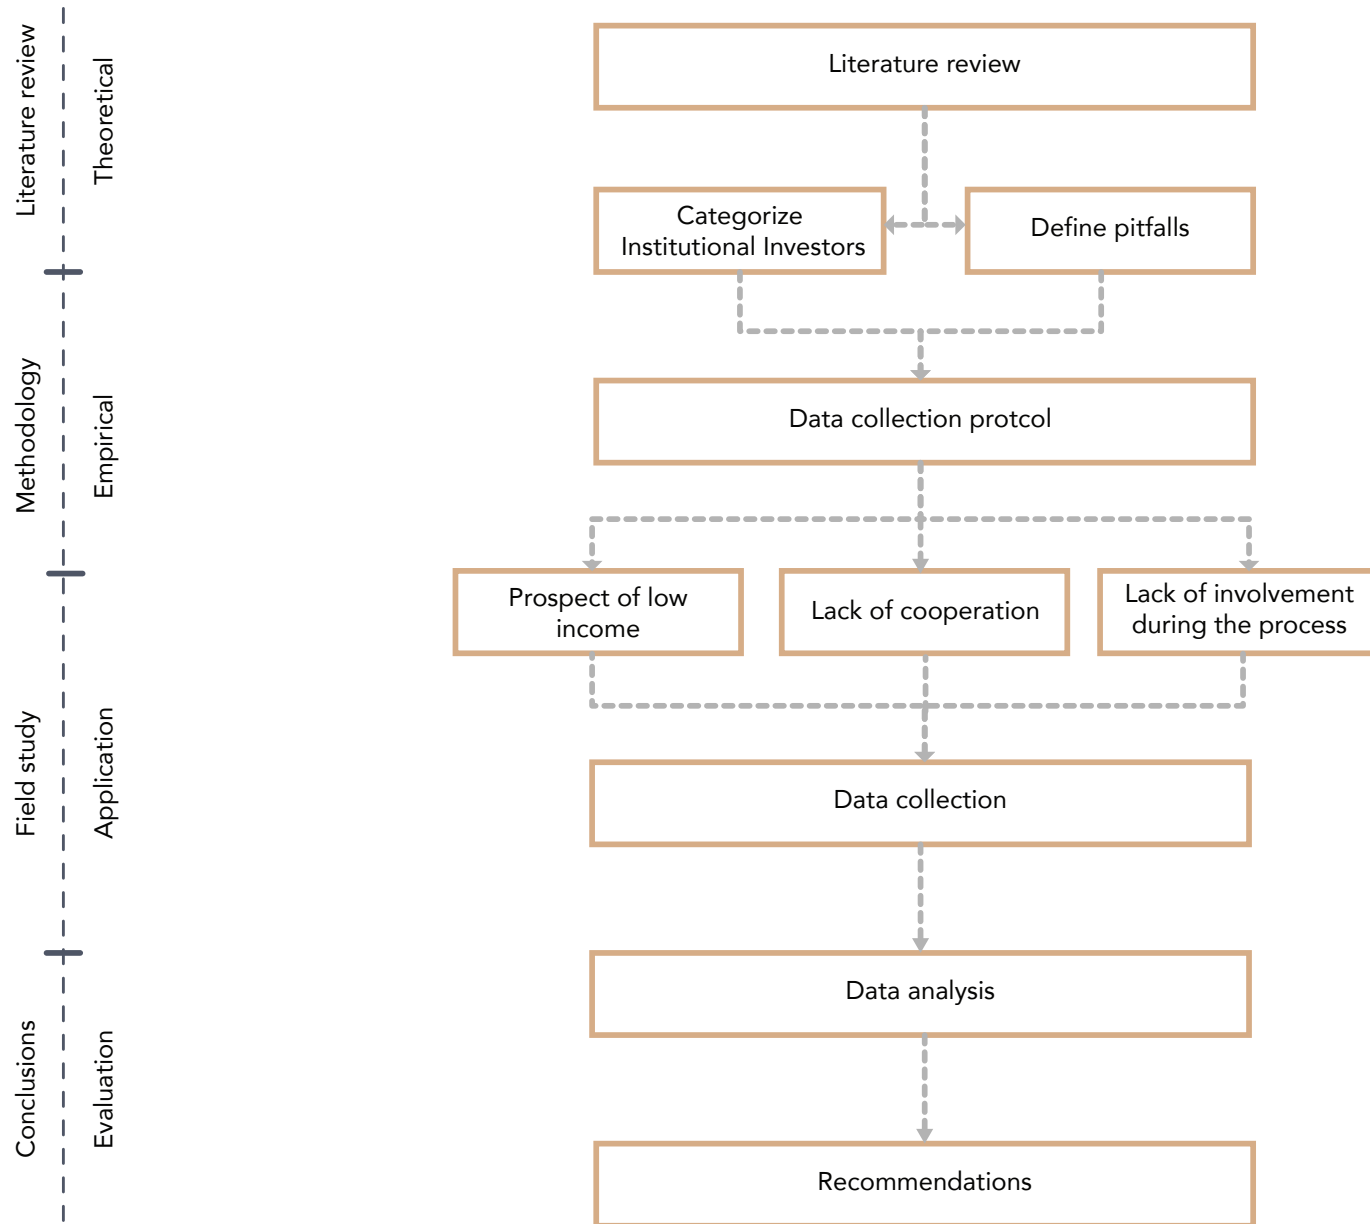 Literature review
Theoretical
Literature review
Categorize
Institutional Investors
Define pitfalls
Methodology
Empirical
Data collection protcol
Prospect of low
income
Lack of cooperation
Lack of involvement
during the process
Field study
Application
Data collection
Data analysis
Conclusions
Evaluation
Recommendations